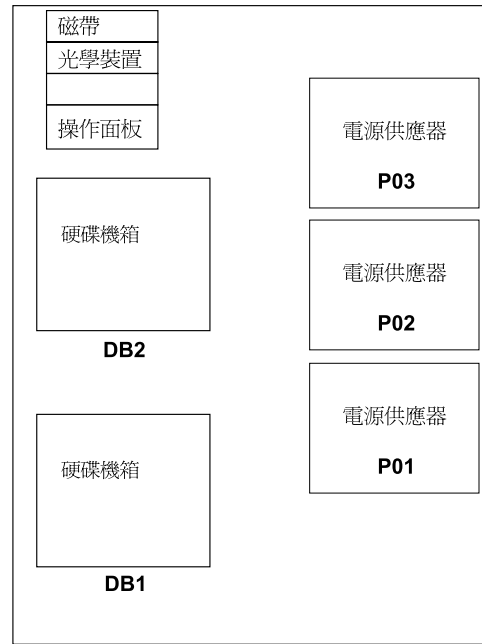 磁帶
光學裝置
操作面板
硬碟機箱
DB2
硬碟機箱
DB1
電源供應器
P03
電源供應器
P02
電源供應器
P01